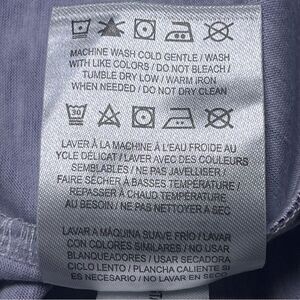 MACHINE WASH COLD GENTLE / WASH
WITH LIKE COLORS / DO NOT BLEACH /
TUMBLE DRY LOW / WARM IRON
WHEN NEEDED / DO NOT DRY CLEAN
30
LAVER À LA MACHINE À L'EAU FROIDE AU
YCLE DÉLICAT / LAVER AVEC DES COULEURS
SEMBLABLES / NE PAS JAVELLISER /
FAIRE SÉCHER À BASSES TEMPÉRATURE /
REPASSER À CHAUD TEMPÉRATURE
AU BESOIN / NE PAS NETTOYER A SEC
LAVAR A MÁQUINA SUAVE FRÍO / LAVAR
CON COLORES SIMILARES / NO USAR
BLANQUEADORES / USAR SECADORA
CICLO LENTO / PLANCHA CALIENTE SI
ES NECESARIO / NO LAVAR EN SECO